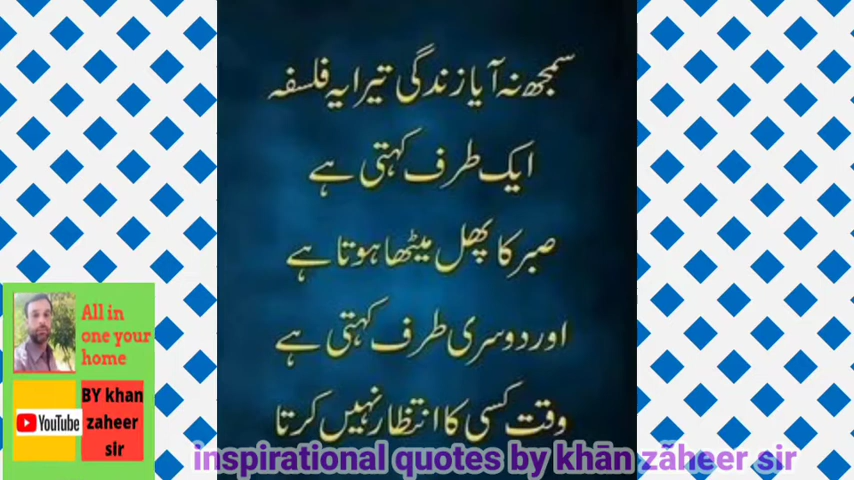 سمجھ نہ آیا زندگی تیرا یہ فلسفہ
ایک طرف کہتی ہے
صبر کا پھل میٹھا ہوتا ہے
اور دوسری طرف کہتی ہے
وقت کسی کا انتظار نہیں کرتا
All in
one your
home
BY khan
zaheer
sir
YouTube
inspirational quotes by khān zãheer sir